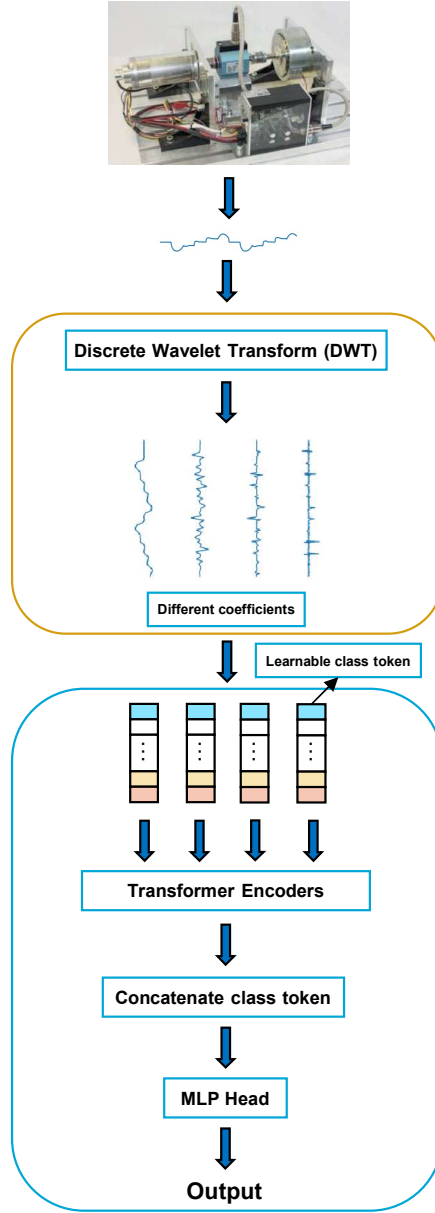 Discrete Wavelet Transform (DWT)
Different coefficients
Learnable class token
Transformer Encoders
Concatenate class token
MLP Head
Output